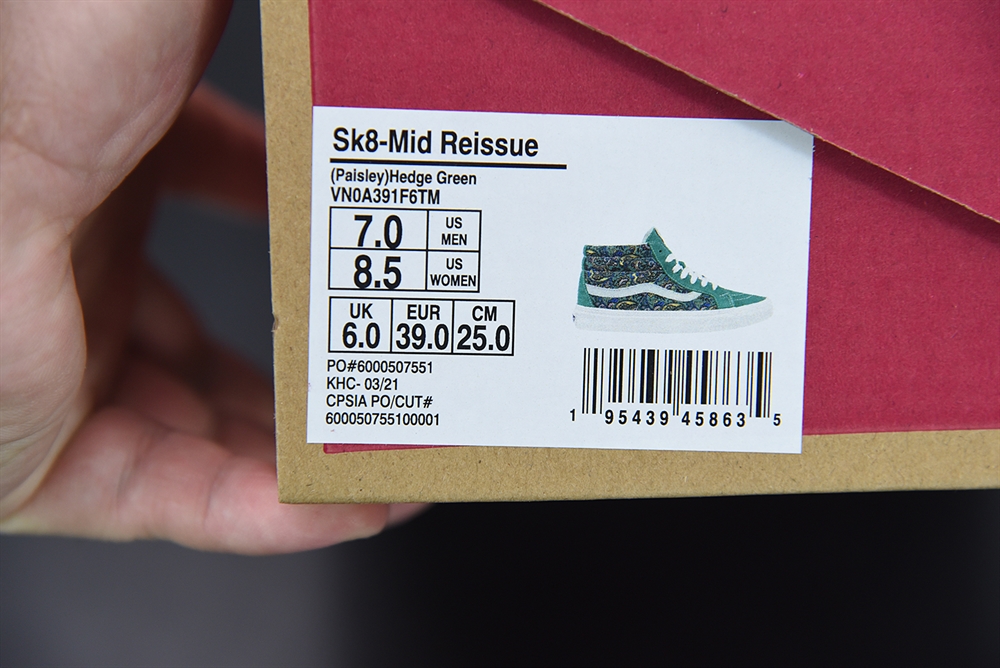 Sk8-Mid Reissue
(Paisley)Hedge Green
VN0A391F6TM
7.0 US MEN
8.5 US WOMEN
UK EUR CM
6.0 39.0 25.0
PO#6000507551
KHC- 03/21
CPSIA PO/CUT#
600050755100001
1 95439 45863 5